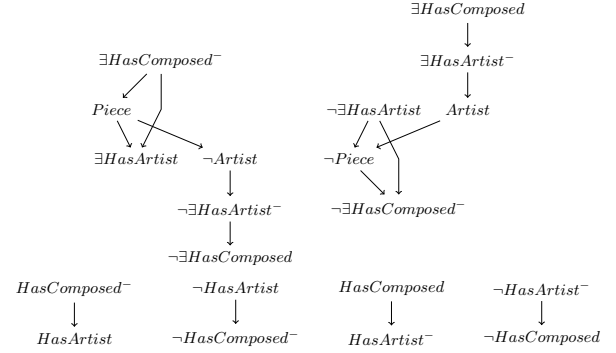 ∃HasComposed
∃HasComposed⁻ ∃HasArtist⁻
Piece ¬∃HasArtist Artist
∃HasArtist ¬Artist ¬Piece
¬∃HasArtist⁻ ¬∃HasComposed⁻
¬∃HasComposed
HasComposed⁻ ¬HasArtist HasComposed ¬HasArtist⁻
HasArtist ¬HasComposed⁻ HasArtist⁻ ¬HasComposed